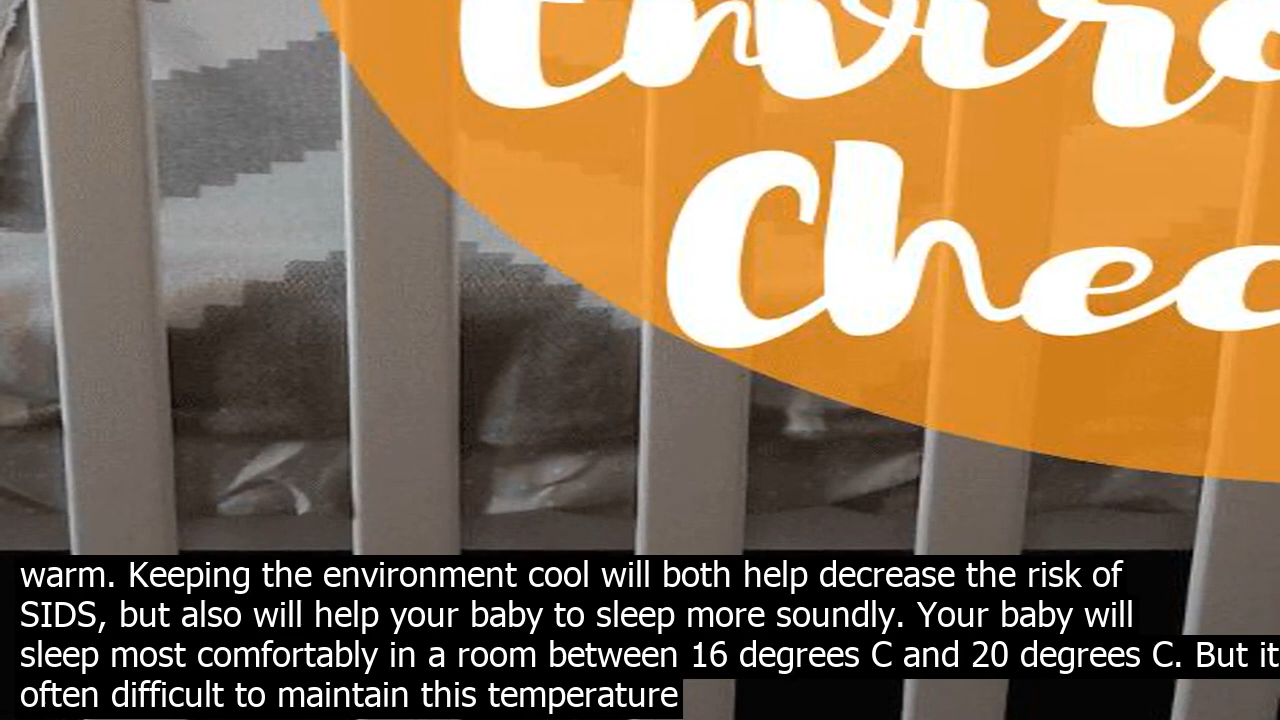 Enviro
Chec
warm. Keeping the environment cool will both help decrease the risk of
SIDS, but also will help your baby to sleep more soundly. Your baby will
sleep most comfortably in a room between 16 degrees C and 20 degrees C. But it
often difficult to maintain this temperature